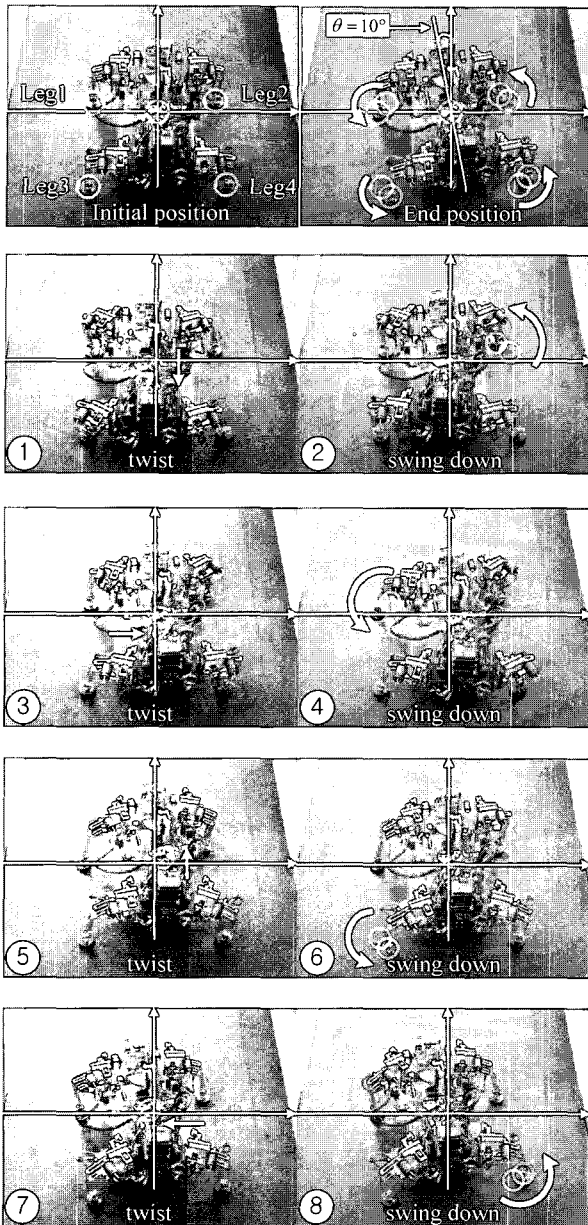 θ = 10°
Leg1
Leg2
Leg3
Leg4
Initial position
End position
1
twist
2
swing down
3
twist
4
swing down
5
twist
6
swing down
7
twist
8
swing down